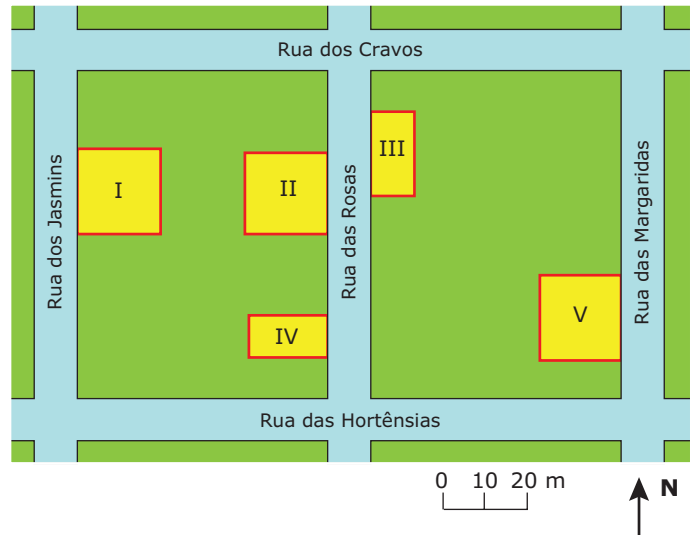 Rua dos Cravos
Rua dos Jasmins
I
II
Rua das Rosas
III
Rua das Margaridas
IV
V
Rua das Hortênsias
0 10 20 m
N